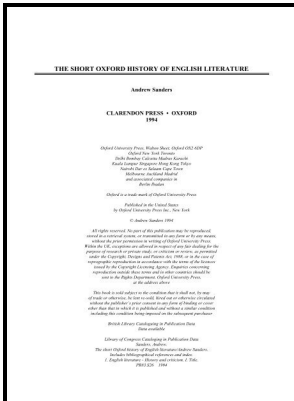 THE SHORT OXFORD HISTORY OF ENGLISH LITERATURE
Andrew Sanders
CLARENDON PRESS • OXFORD
1994
Oxford University Press, Walton Street, Oxford OX2 6DP
Oxford New York Toronto
Delhi Bombay Calcutta Madras Karachi
Kuala Lumpur Singapore Hong Kong Tokyo
Nairobi Dar es Salaam Cape Town
Melbourne Auckland Madrid
and associated companies in
Berlin Ibadan
Oxford is a trade mark of Oxford University Press
Published in the United States
by Oxford University Press Inc., New York
© Andrew Sanders 1994
All rights reserved. No part of this publication may be reproduced,
stored in a retrieval system, or transmitted in any form or by any means,
without the prior permission in writing of Oxford University Press.
Within the UK, exceptions are allowed in respect of any fair dealing for the
purpose of research or private study, or criticism or review, as permitted
under the Copyright, Designs and Patents Act, 1988, or in the case of
reprographic reproduction in accordance with the terms of the licences
issued by the Copyright Licensing Agency. Enquiries concerning
reproduction outside these terms and in other countries should be
sent to the Rights Department, Oxford University Press,
at the address above
This book is sold subject to the condition that it shall not, by way
of trade or otherwise, be lent, re-sold, hired out or otherwise circulated
without the publisher's prior consent in any form of binding or cover
other than that in which it is published and without a similar condition
including this condition being imposed on the subsequent purchaser
British Library Cataloguing in Publication Data
Data available
Library of Congress Cataloging in Publication Data
Sanders, Andrew.
The short Oxford history of English literature/Andrew Sanders.
Includes bibliographical references and index.
1. English literature—History and criticism. I. Title.
PR83.S26 1994